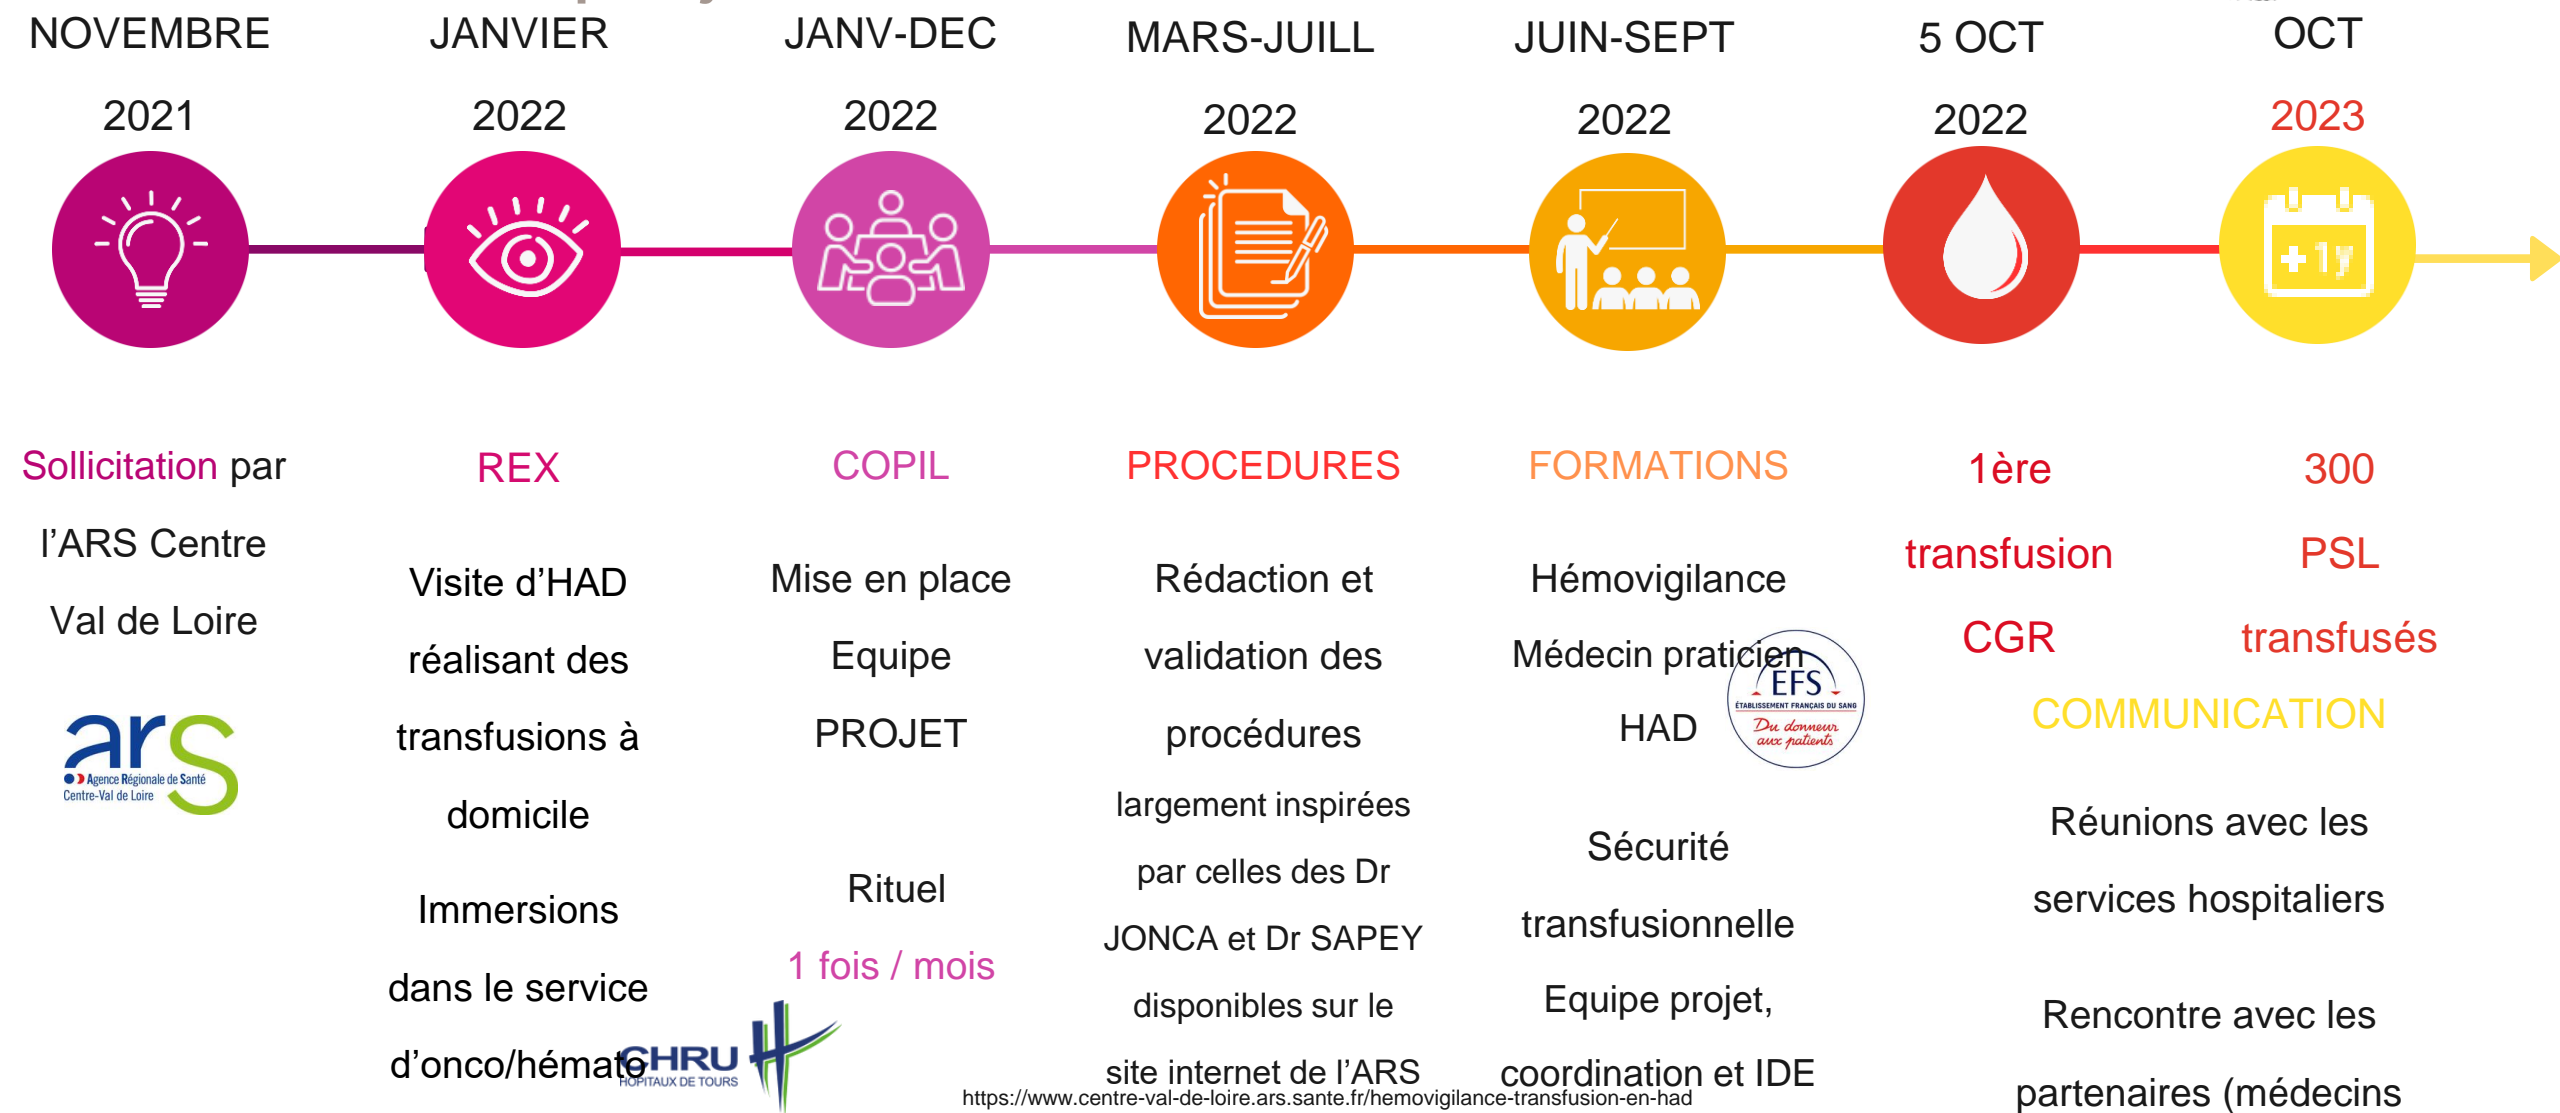 NOVEMBRE
2021
Sollicitation par
l'ARS Centre
Val de Loire
ars
Agence Régionale de Santé
Centre-Val de Loire
JANVIER
2022
REX
Visite d'HAD
réalisant des
transfusions à
domicile
Immersions
dans le service
d'onco/hémato
CHRU
HÔPITAUX DE TOURS
JANV-DEC
2022
COPIL
Mise en place
Equipe
PROJET
Rituel
1 fois / mois
MARS-JUILL
2022
PROCEDURES
Rédaction et
validation des
procédures
largement inspirées
par celles des Dr
JONCA et Dr SAPEY
disponibles sur le
site internet de l'ARS
https://www.centre-val-de-loire.ars.sante.fr/hemovigilance-transfusion-en-had
JUIN-SEPT
2022
FORMATIONS
Hémovigilance
Médecin praticien
HAD
EFS
ÉTABLISSEMENT FRANÇAIS DU SANG
Du donneur
aux patients
Sécurité
transfusionnelle
Equipe projet,
coordination et IDE
5 OCT
2022
1ère
transfusion
CGR
OCT
2023
+ 1y
300
PSL
transfusés
COMMUNICATION
Réunions avec les
services hospitaliers
Rencontre avec les
partenaires (médecins